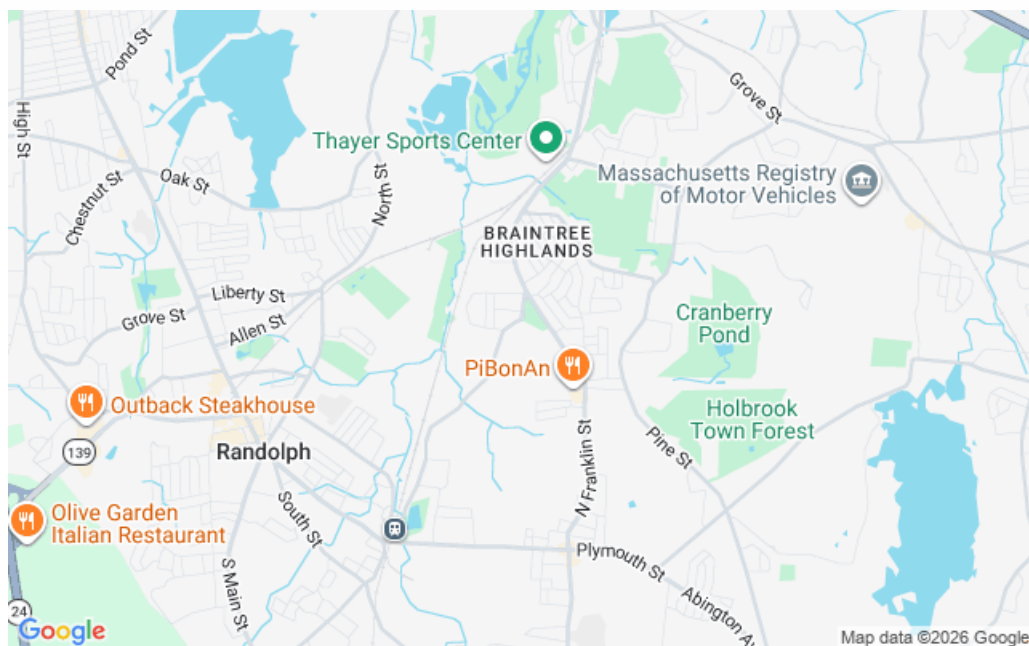 Pond St
High St
Grove St
Thayer Sports Center
Massachusetts Registry
of Motor Vehicles
Oak St
North St
Chestnut St
BRAINTREE
HIGHLANDS
Liberty St
Grove St
Allen St
Cranberry
Pond
PiBonAn
Outback Steakhouse
Holbrook
Town Forest
139
Randolph
N Franklin St
Pine St
Olive Garden
Italian Restaurant
South St
S Main St
Plymouth St
Abington Av
24
Google
Map data ©2026 Google